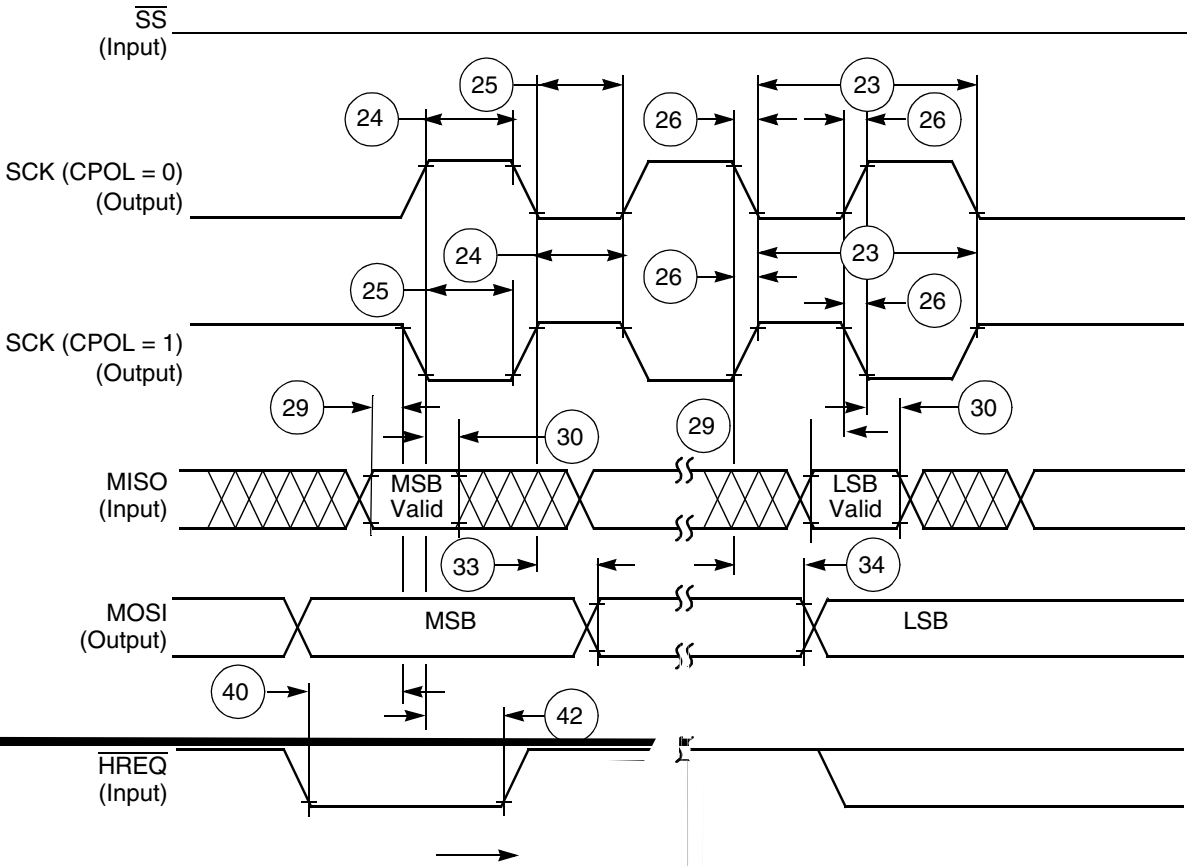 SS
(Input)
25
23
24
26
26
SCK (CPOL = 0)
(Output)
24
23
25
26
26
SCK (CPOL = 1)
(Output)
29
30
29
30
MISO
(Input)
MSB
Valid
LSB
Valid
33
34
MOSI
(Output)
MSB
LSB
40
42
HREQ
(Input)